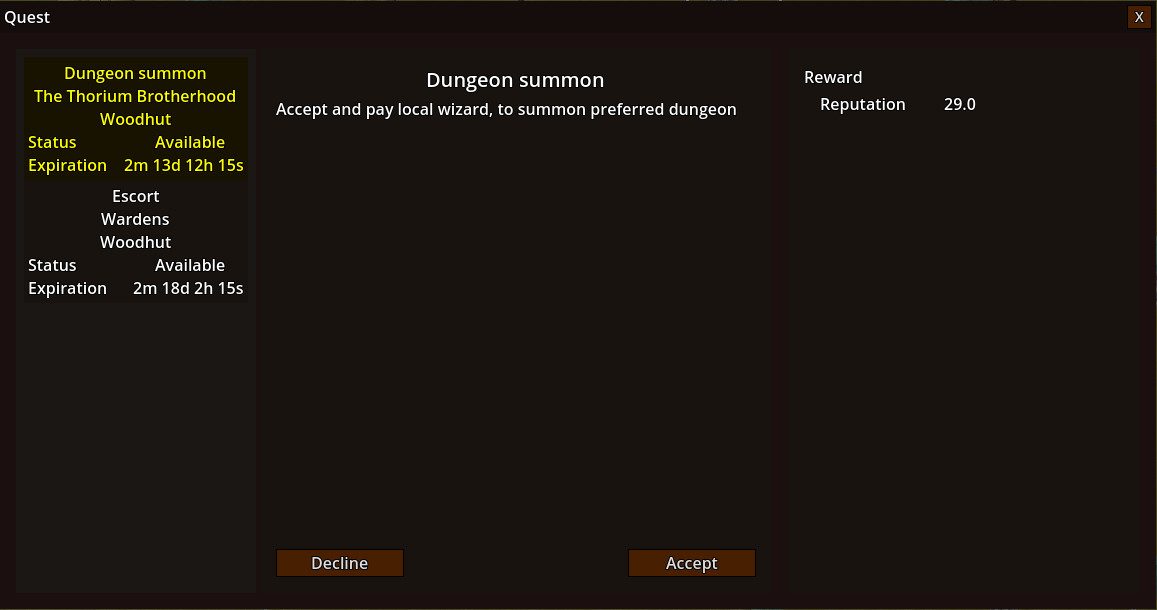 Quest
X
Dungeon summon
The Thorium Brotherhood
Woodhut
Status Available
Expiration 2m 13d 12h 15s
Escort
Wardens
Woodhut
Status Available
Expiration 2m 18d 2h 15s
Dungeon summon
Accept and pay local wizard, to summon preferred dungeon
Decline Accept
Reward
Reputation 29.0